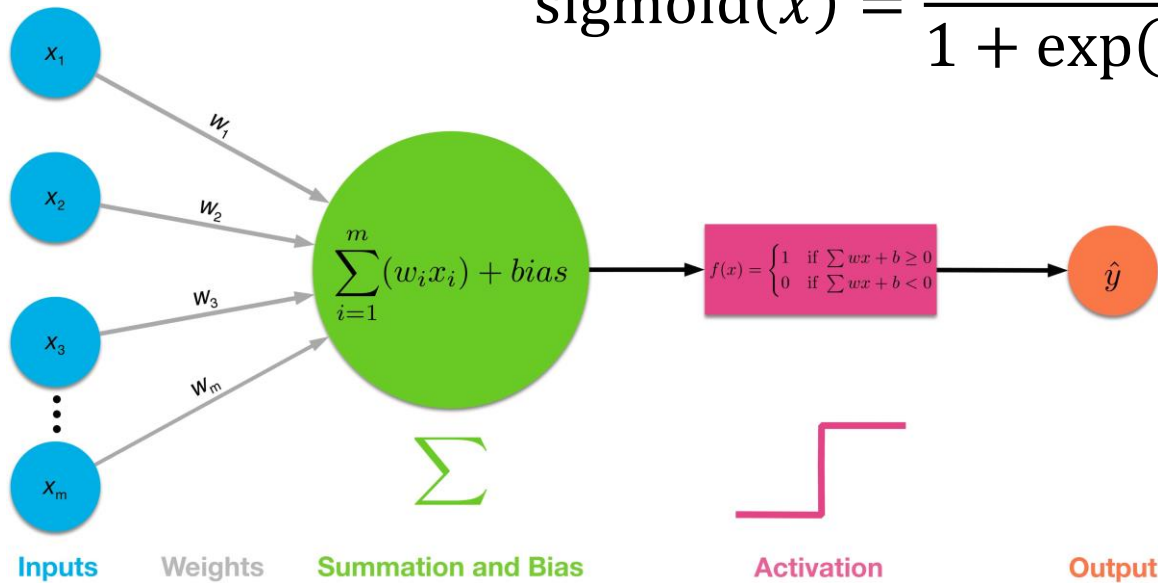 sigmoid(x) =
1 + exp(
x₁
x₂
x₃
xₘ
W₁
W₂
W₃
Wₘ
m
∑(wᵢxᵢ) + bias
i=1
f(x) = {1 if ∑ wx + b ≥ 0
0 if ∑ wx + b < 0
ŷ
∑
Inputs Weights Summation and Bias Activation Output